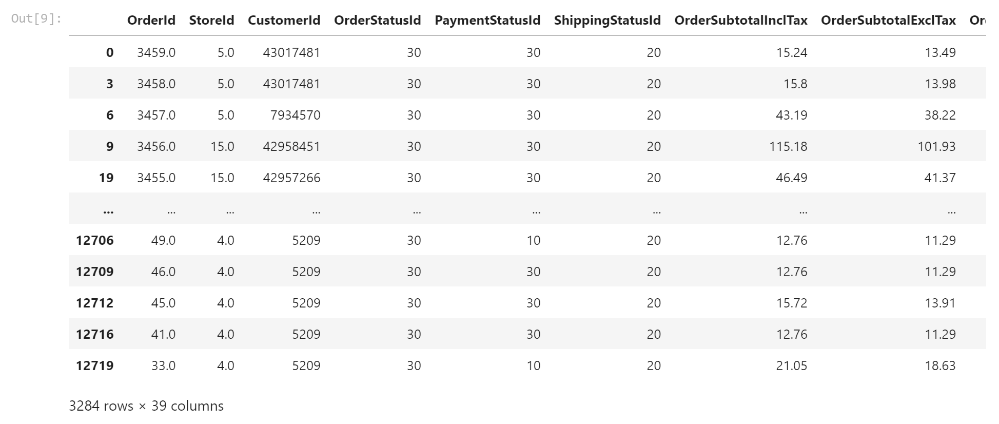 Out[9]:
OrderId StoreId CustomerId OrderStatusId PaymentStatusId ShippingStatusId OrderSubtotalInclTax OrderSubtotalExclTax Or
0 3459.0 5.0 43017481 30 30 20 15.24 13.49
3 3458.0 5.0 43017481 30 30 20 15.8 13.98
6 3457.0 5.0 7934570 30 30 20 43.19 38.22
9 3456.0 15.0 42958451 30 30 20 115.18 101.93
19 3455.0 15.0 42957266 30 30 20 46.49 41.37
... ... ... ... ... ... ... ... ...
12706 49.0 4.0 5209 30 10 20 12.76 11.29
12709 46.0 4.0 5209 30 30 20 12.76 11.29
12712 45.0 4.0 5209 30 30 20 15.72 13.91
12716 41.0 4.0 5209 30 30 20 12.76 11.29
12719 33.0 4.0 5209 30 10 20 21.05 18.63
3284 rows × 39 columns